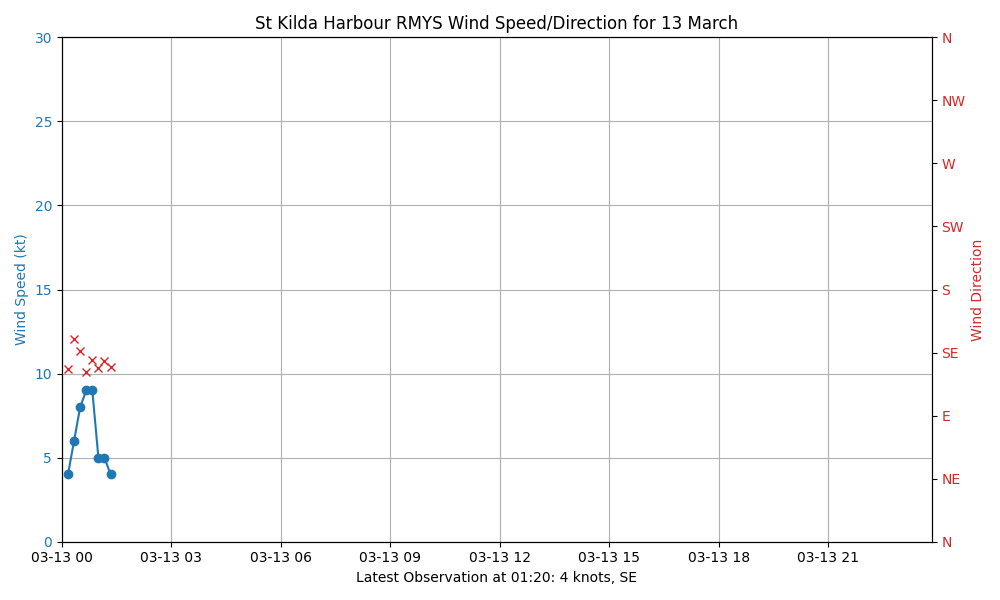 St Kilda Harbour RMYS Wind Speed/Direction for 13 March
30
25
20
15
10
5
0
Wind Speed (kt)
N
NW
W
SW
S
SE
E
NE
N
Wind Direction
03-13 00 03-13 03 03-13 06 03-13 09 03-13 12 03-13 15 03-13 18 03-13 21
Latest Observation at 01:20: 4 knots, SE